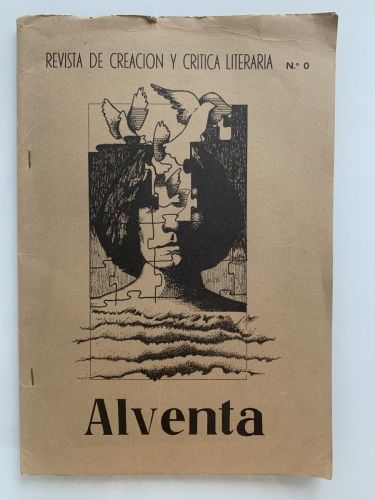 REVISTA DE CREACION Y CRITICA LITERARIA N.º 0
Alventa